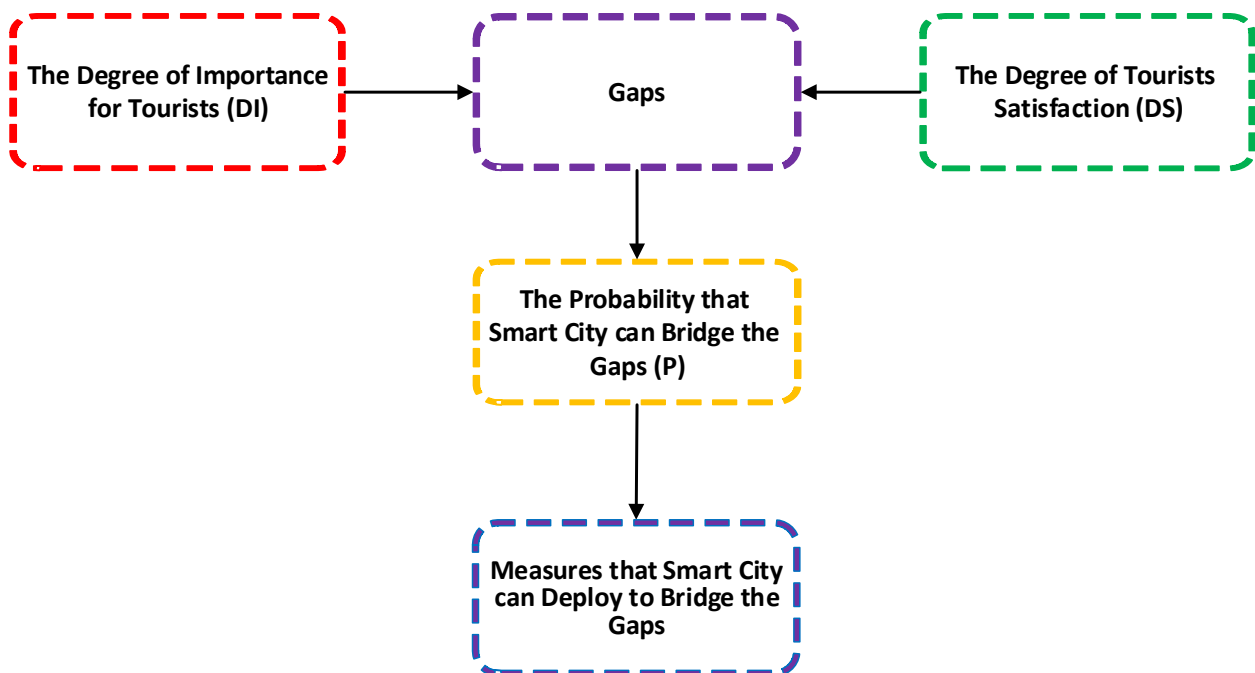 The Degree of Importance
for Tourists (DI)
Gaps
The Degree of Tourists
Satisfaction (DS)
The Probability that
Smart City can Bridge the
Gaps (P)
Measures that Smart City
can Deploy to Bridge the
Gaps